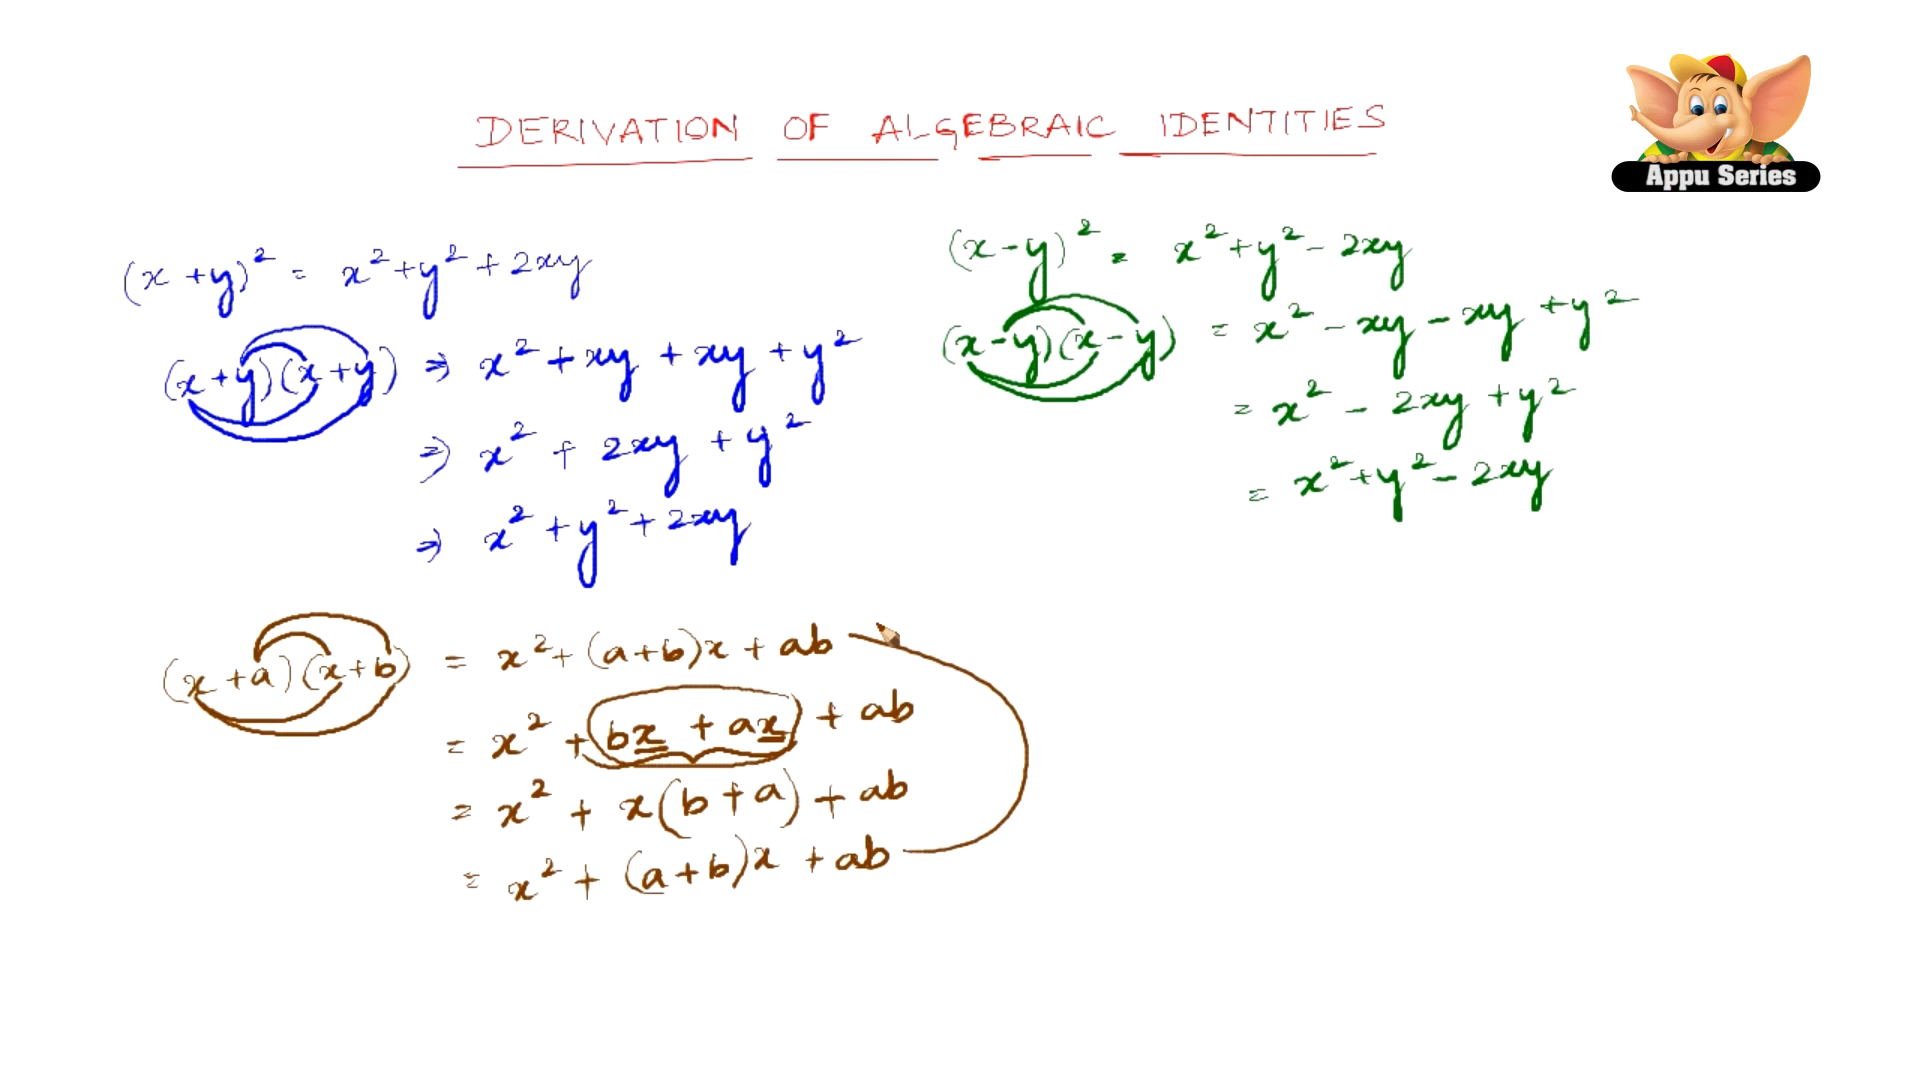 DERIVATION OF ALGEBRAIC IDENTITIES
Appu Series
(x+y)² = x²+y²+2xy
(x+y)(x+y) ⇒ x²+xy+xy+y²
⇒ x²+2xy+y²
⇒ x²+y²+2xy
(x-y)² = x²+y²-2xy
(x-y)(x-y) = x²-xy-xy+y²
= x²-2xy+y²
= x²+y²-2xy
(x+a)(x+b) = x²+(a+b)x+ab
= x²+bx+ax+ab
= x²+x(b+a)+ab
= x²+(a+b)x+ab